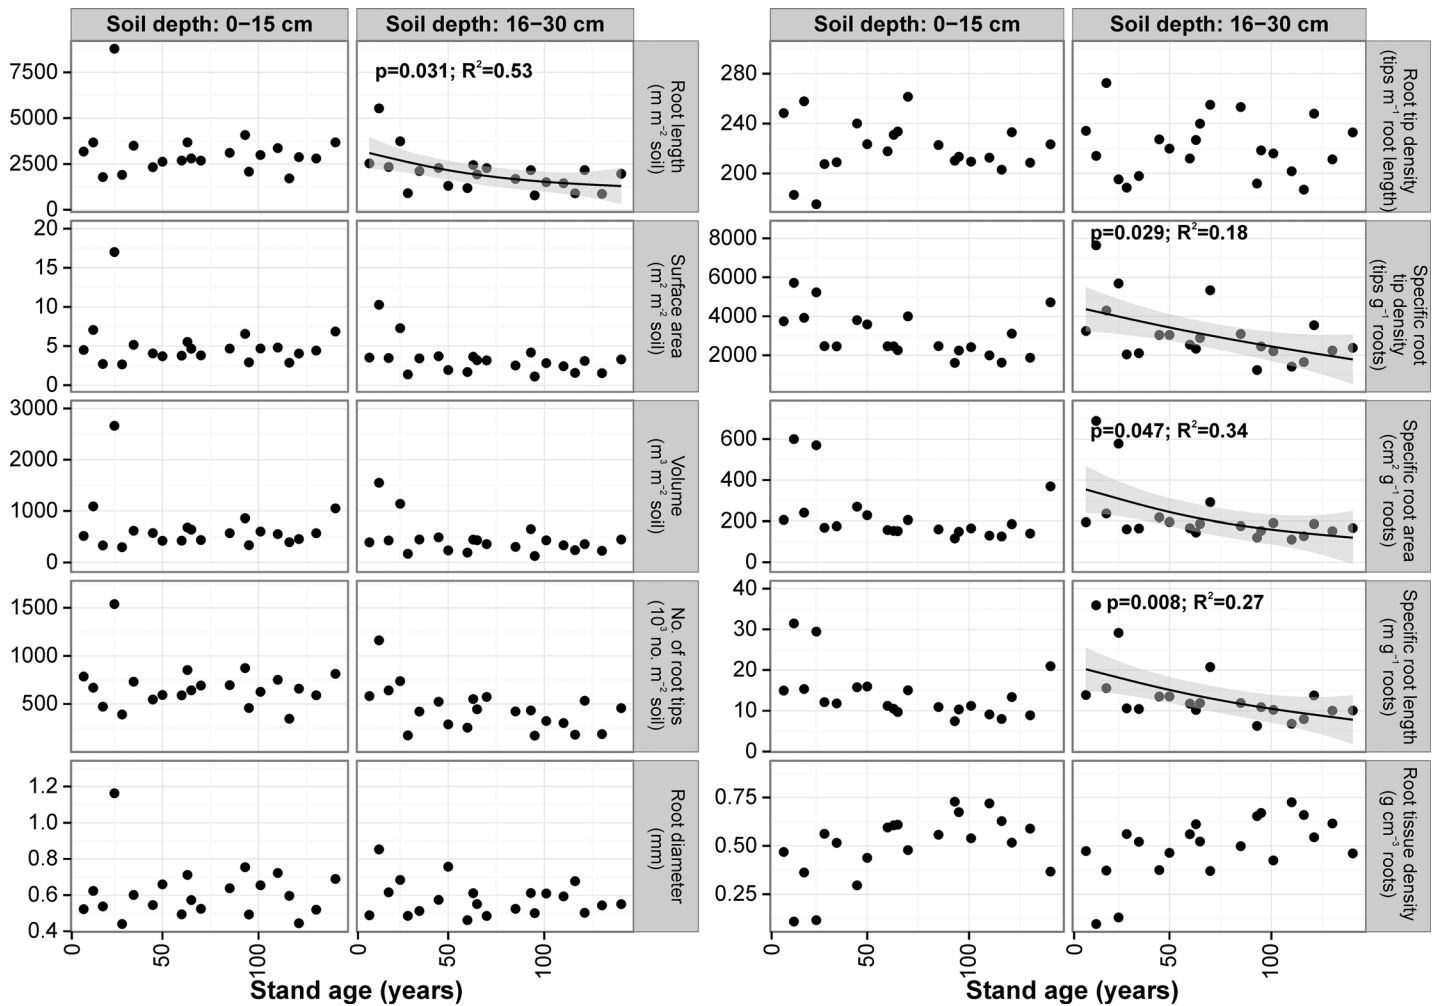 Soil depth: 0−15 cm
Soil depth: 16−30 cm
7500
5000
2500
0
p=0.031; R²=0.53
Root length
(m m⁻² soil)
20
15
10
5
0
Surface area
(m² m⁻² soil)
3000
2000
1000
0
Volume
(m³ m⁻² soil)
1500
1000
500
No. of root tips
(10³ no. m⁻² soil)
1.2
1.0
0.8
0.6
0.4
Root diameter
(mm)
0
50
100
0
50
100
Stand age (years)
Soil depth: 0−15 cm
Soil depth: 16−30 cm
280
240
200
Root tip density
(tips m⁻¹ root length)
8000
6000
4000
2000
p=0.029; R²=0.18
Specific root
tip density
(tips g⁻¹ roots)
600
400
200
0
p=0.047; R²=0.34
Specific root area
(cm² g⁻¹ roots)
40
30
20
10
0
p=0.008; R²=0.27
Specific root length
(m g⁻¹ roots)
0.75
0.50
0.25
Root tissue density
(g cm⁻³ roots)
0
50
100
0
50
100
Stand age (years)